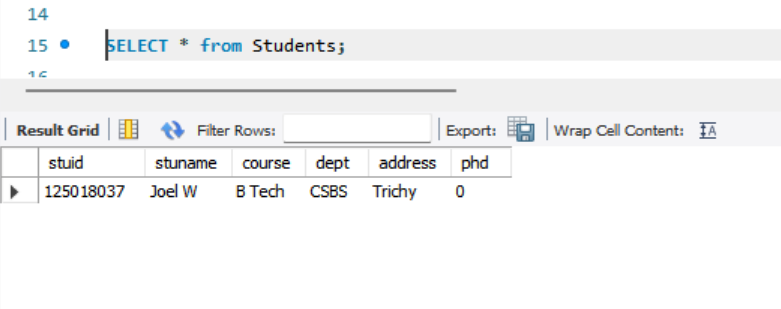 14
15 SELECT * from Students;
16
Result Grid Filter Rows: Export: Wrap Cell Content: IA
stuid stuname course dept address phd
125018037 Joel W B Tech CSBS Trichy 0